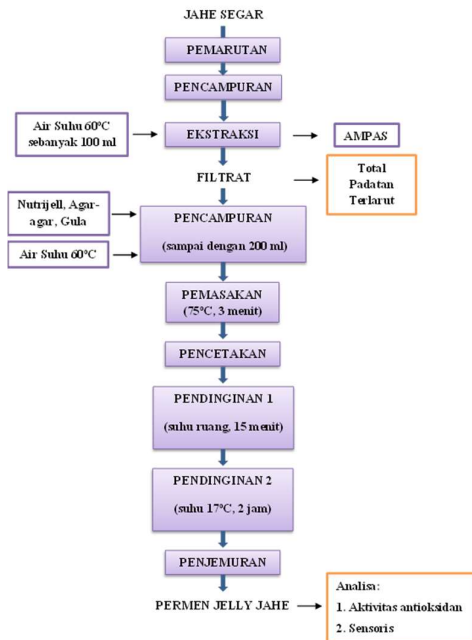 JAHE SEGAR
PEMARUTAN
PENCAMPURAN
Air Suhu 60°C
sebanyak 100 ml
EKSTRAKSI
AMPAS
FILTRAT
Total
Padatan
Terlarut
Nutrijell, Agar-
agar, Gula
Air Suhu 60°C
PENCAMPURAN
(sampai dengan 200 ml)
PEMASAKAN
(75°C, 3 menit)
PENCETAKAN
PENDINGINAN 1
(suhu ruang, 15 menit)
PENDINGINAN 2
(suhu 17°C, 2 jam)
PENJEMURAN
PERMEN JELLY JAHE
Analisa:
1. Aktivitas antioksidan
2. Sensoris